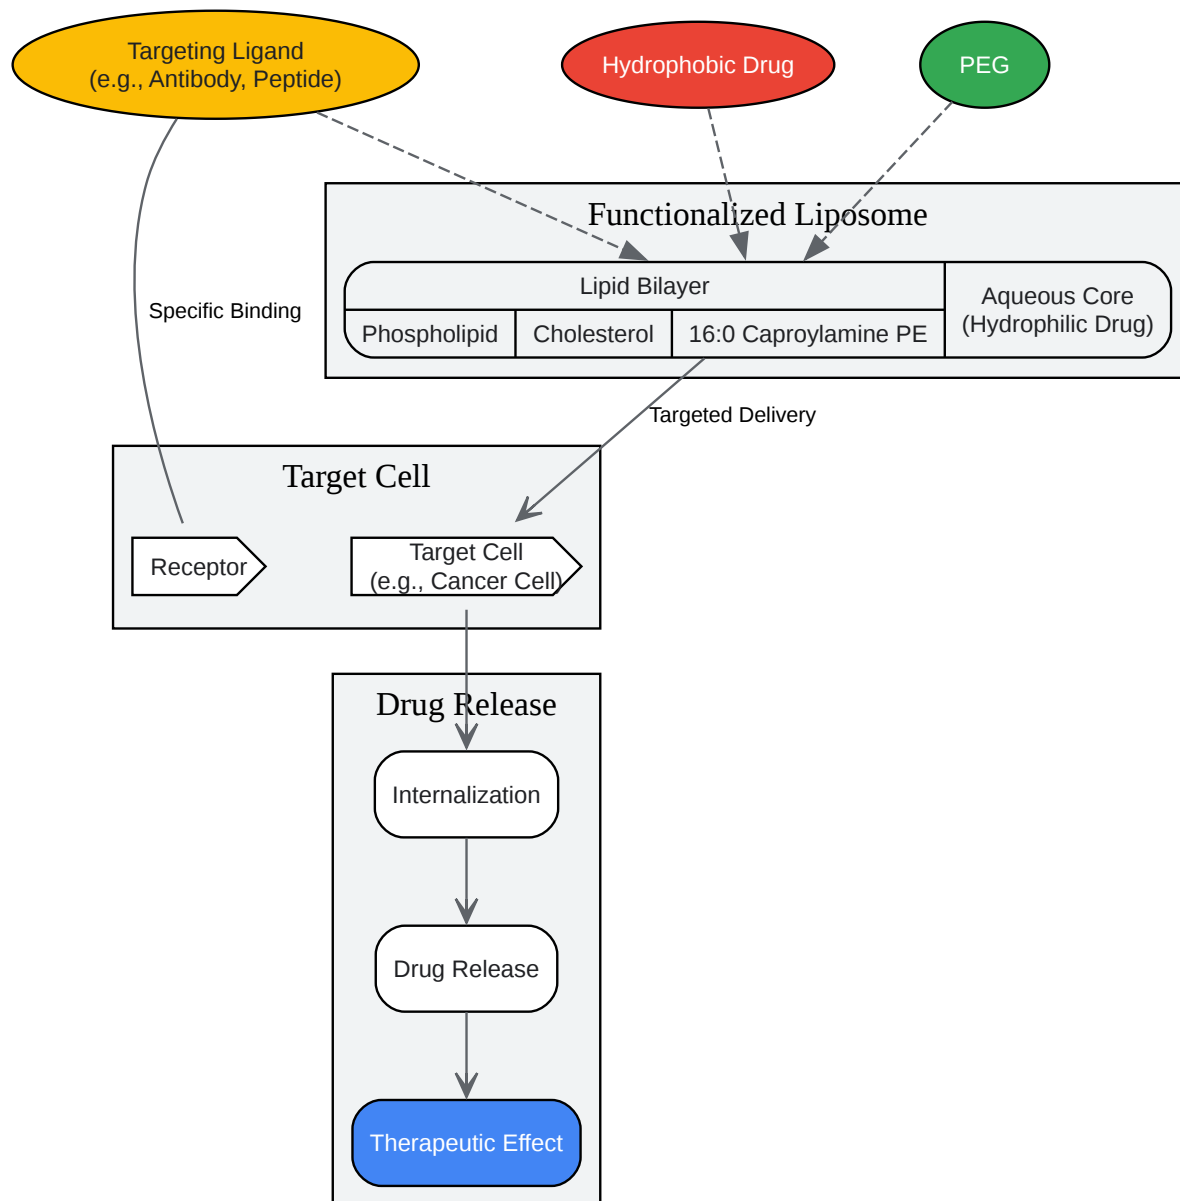 Targeting Ligand
(e.g., Antibody, Peptide)
Hydrophobic Drug
PEG
Functionalized Liposome
Lipid Bilayer
Phospholipid
Cholesterol
16:0 Caproylamine PE
Aqueous Core
(Hydrophilic Drug)
Specific Binding
Targeted Delivery
Target Cell
Receptor
Target Cell
(e.g., Cancer Cell)
Drug Release
Internalization
Drug Release
Therapeutic Effect